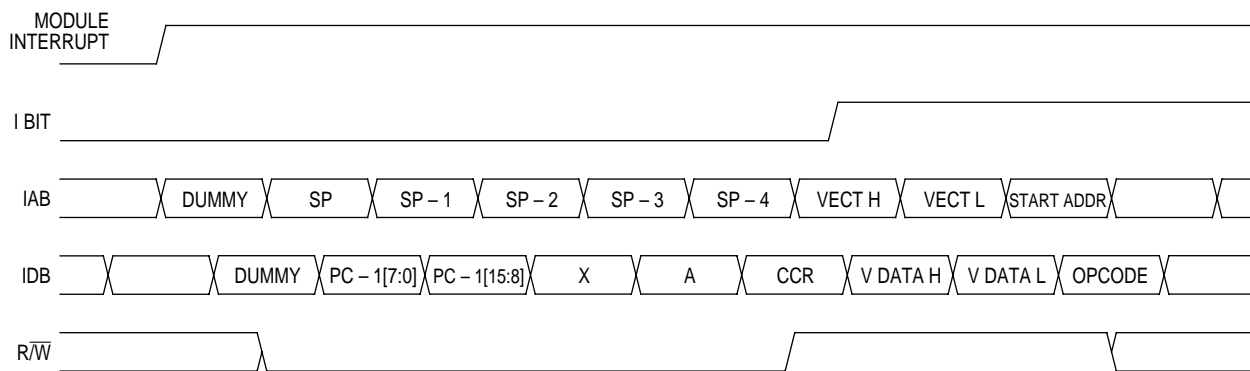 MODULE
INTERRUPT
I BIT
IAB DUMMY SP SP – 1 SP – 2 SP – 3 SP – 4 VECT H VECT L START ADDR
IDB DUMMY PC – 1[7:0] PC – 1[15:8] X A CCR V DATA H V DATA L OPCODE
R/W